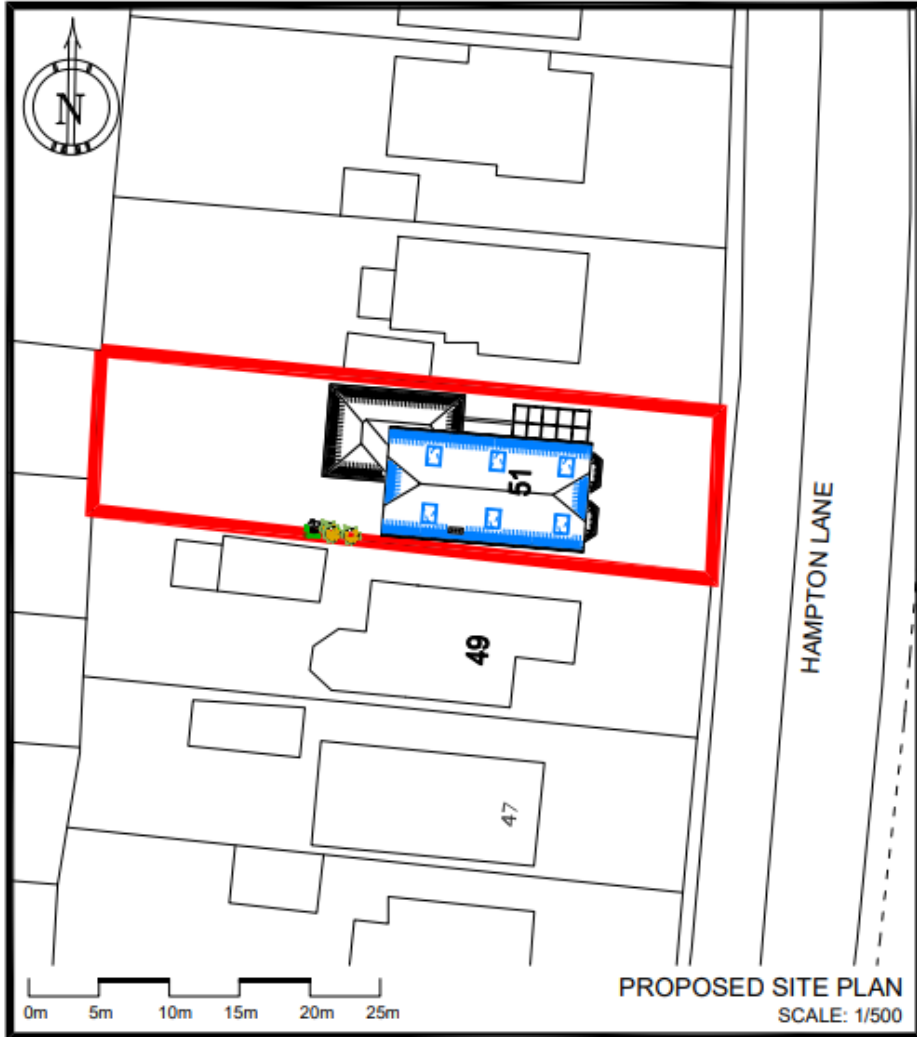 N
51
HAMPTON LANE
49
47
0m 5m 10m 15m 20m 25m
PROPOSED SITE PLAN
SCALE: 1/500